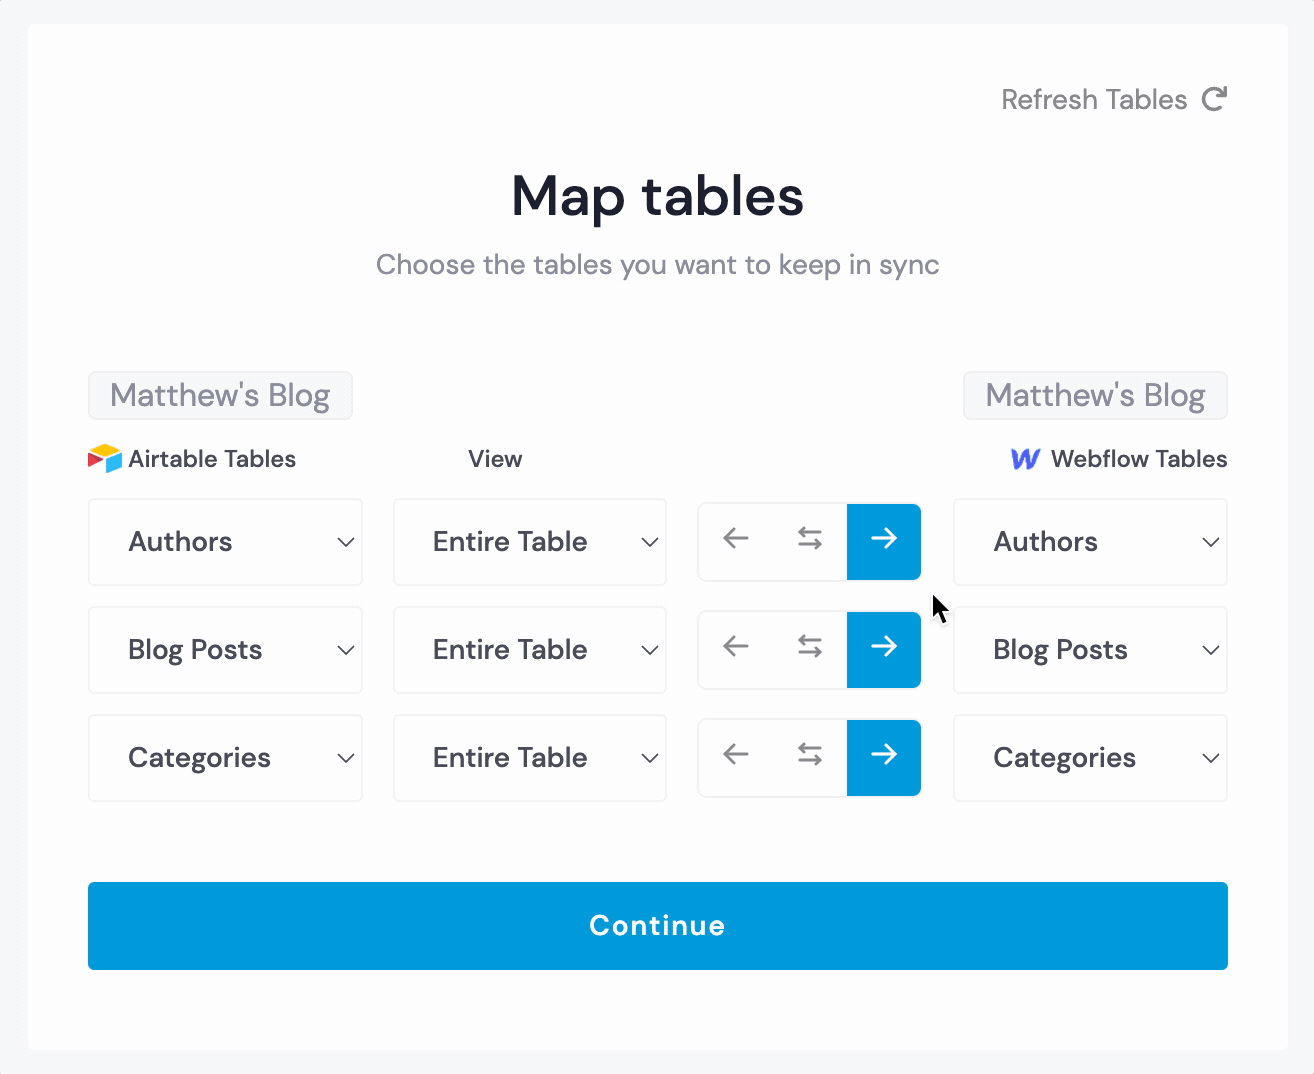 Refresh Tables
Map tables
Choose the tables you want to keep in sync
Matthew's Blog
Matthew's Blog
Airtable Tables View Webflow Tables
Authors Entire Table Authors
Blog Posts Entire Table Blog Posts
Categories Entire Table Categories
Continue